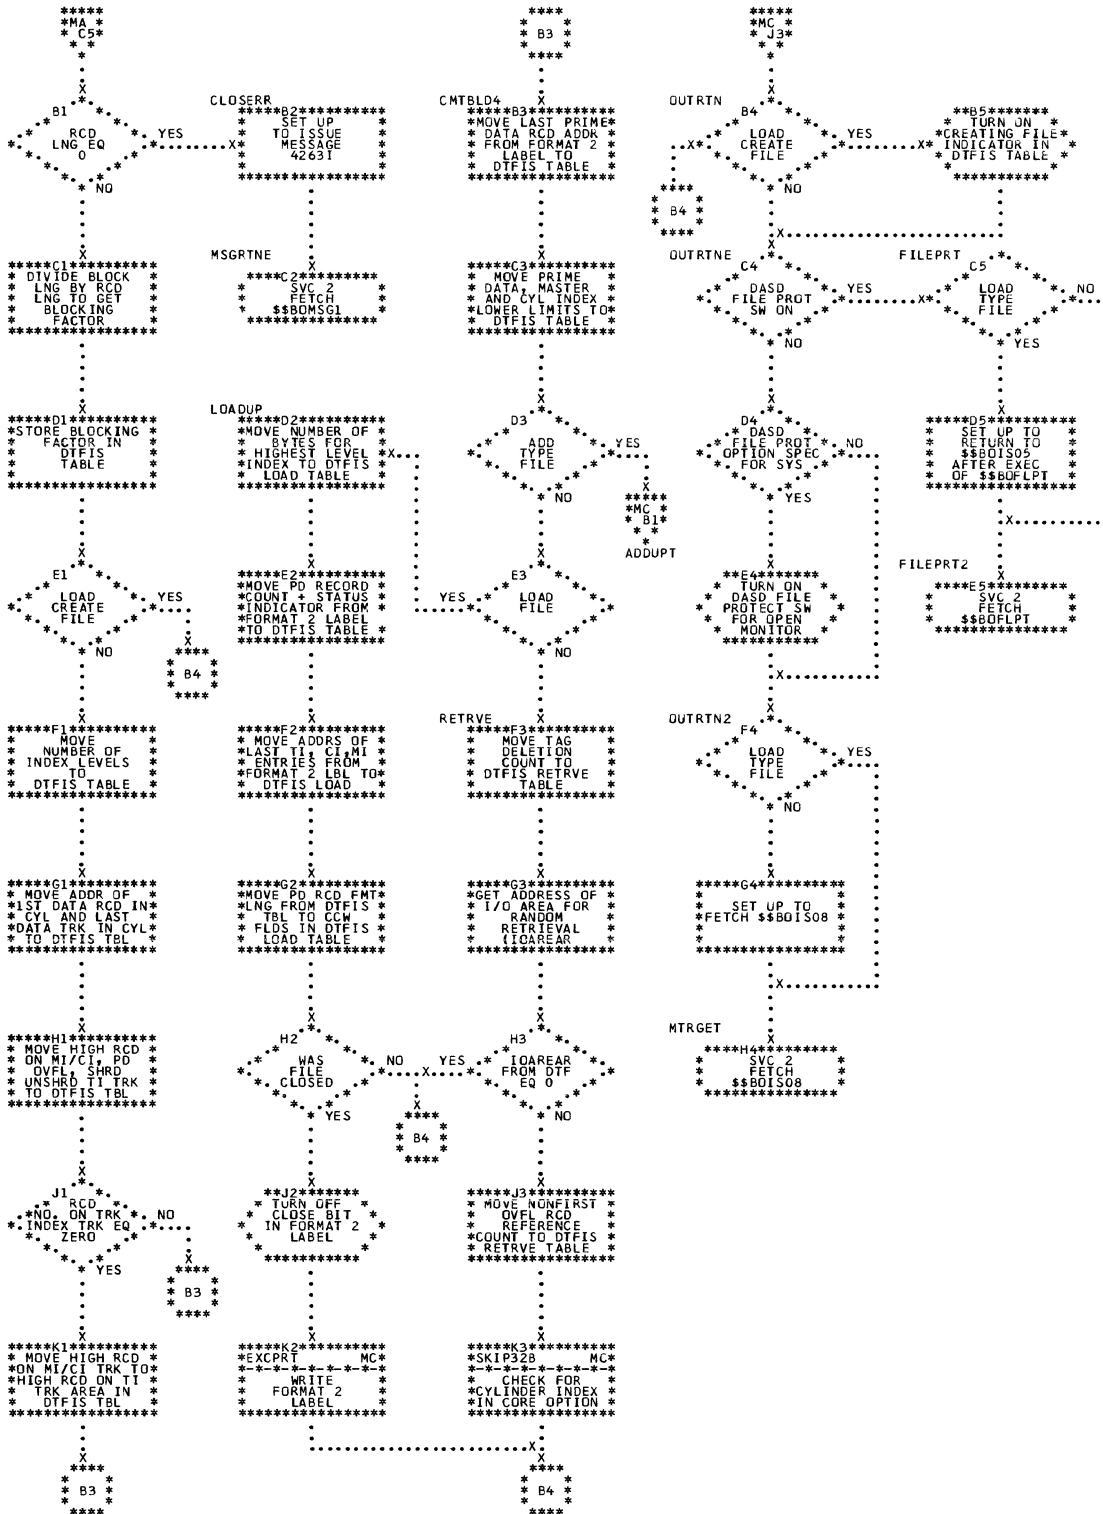 MA
C5
B1
RCD
LNG EQ
0
YES
NO
C1
DIVIDE BLOCK
LNG BY RCD
LNG TO GET
BLOCKING
FACTOR
D1
STORE BLOCKING
FACTOR IN
DTFIS
TABLE
E1
LOAD
CREATE
FILE
YES
NO
B4
F1
MOVE
NUMBER OF
INDEX LEVELS
TO
DTFIS TABLE
G1
MOVE ADDR OF
1ST DATA RCD IN
CYL AND LAST
DATA TRK IN CYL
TO DTFIS TBL
H1
MOVE HIGH RCD
ON MI/CI, PD
OVFL, SHRD
UNSHRD TI TRK
TO DTFIS TBL
J1
RCD
NO. ON TRK
INDEX TRK EQ
ZERO
NO
YES
B3
K1
MOVE HIGH RCD
ON MI/CI TRK TO
HIGH RCD ON TI
TRK AREA IN
DTFIS TBL
B3
CLOSERR
B2
SET UP
TO ISSUE
MESSAGE
4263I
MSGRTNE
C2
SVC 2
FETCH
$$BOMSG1
LOADUP
D2
MOVE NUMBER OF
BYTES FOR
HIGHEST LEVEL
INDEX TO DTFIS
LOAD TABLE
E2
MOVE PD RECORD
COUNT + STATUS
INDICATOR FROM
FORMAT 2 LABEL
TO DTFIS TABLE
F2
MOVE ADDRS OF
LAST TI, CI,MI
ENTRIES FROM
FORMAT 2 LBL TO
DTFIS LOAD
G2
MOVE PD RCD FMT
LNG FROM DTFIS
TBL TO CCW
FLDS IN DTFIS
LOAD TABLE
H2
WAS
FILE
CLOSED
NO
YES
B4
J2
TURN OFF
CLOSE BIT
IN FORMAT 2
LABEL
K2
EXCPRT MC
WRITE
FORMAT 2
LABEL
B3
CMTBLD4
B3
MOVE LAST PRIME
DATA RCD ADDR
FROM FORMAT 2
LABEL TO
DTFIS TABLE
C3
MOVE PRIME
DATA, MASTER
AND CYL INDEX
LOWER LIMITS TO
DTFIS TABLE
D3
ADD
TYPE
FILE
YES
NO
MC
B1
ADDUPT
E3
LOAD
FILE
YES
NO
RETRVE
F3
MOVE TAG
DELETION
COUNT TO
DTFIS RETRVE
TABLE
G3
GET ADDRESS OF
I/O AREA FOR
RANDOM
RETRIEVAL
(IOAREAR
H3
IOAREAR
FROM DTF
EQ 0
YES
NO
J3
MOVE NONFIRST
OVFL RCD
REFERENCE
COUNT TO DTFIS
RETRVE TABLE
K3
SKIP32B MC
CHECK FOR
CYLINDER INDEX
IN CORE OPTION
B4
MC
J3
OUTRTN
B4
LOAD
CREATE
FILE
YES
NO
B4
B5
TURN ON
CREATING FILE
INDICATOR IN
DTFIS TABLE
OUTRTNE
C4
DASD
FILE PROT
SW ON
YES
NO
FILEPRT
C5
LOAD
TYPE
FILE
NO
YES
D4
DASD
FILE PROT
OPTION SPEC
FOR SYS
NO
YES
D5
SET UP TO
RETURN TO
$$BOIS05
AFTER EXEC
OF $$BOFLPT
E4
TURN ON
DASD FILE
PROTECT SW
FOR OPEN
MONITOR
FILEPRT2
E5
SVC 2
FETCH
$$BOFLPT
OUTRTN2
F4
LOAD
TYPE
FILE
YES
NO
G4
SET UP TO
FETCH $$BOIS08
MTRGET
H4
SVC 2
FETCH
$$BOIS08